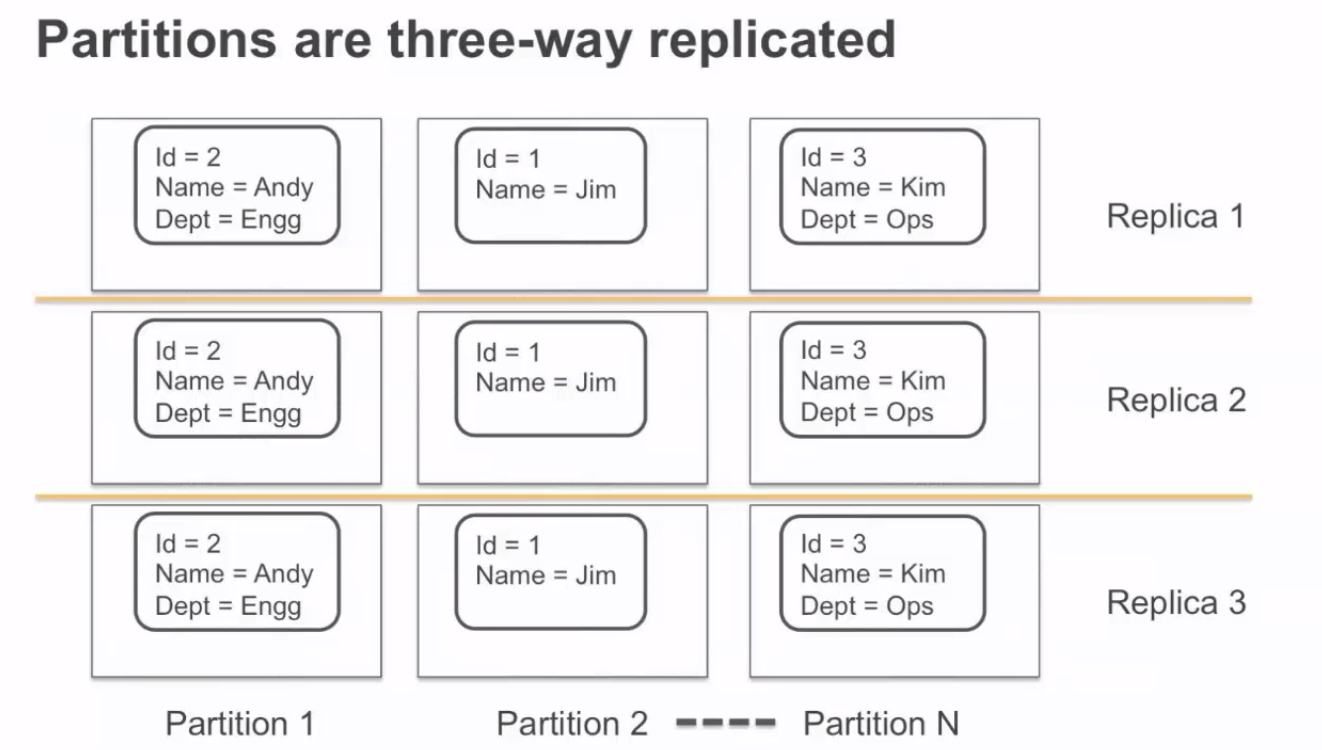 Partitions are three-way replicated
Id = 2
Name = Andy
Dept = Engg
Id = 1
Name = Jim
Id = 3
Name = Kim
Dept = Ops
Replica 1
Id = 2
Name = Andy
Dept = Engg
Id = 1
Name = Jim
Id = 3
Name = Kim
Dept = Ops
Replica 2
Id = 2
Name = Andy
Dept = Engg
Id = 1
Name = Jim
Id = 3
Name = Kim
Dept = Ops
Replica 3
Partition 1
Partition 2
Partition N